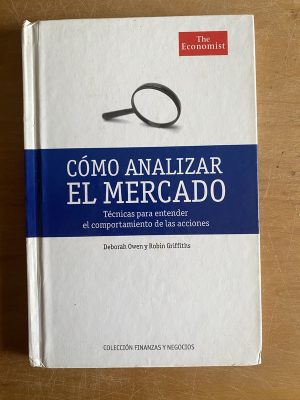 The
Economist
CÓMO ANALIZAR
EL MERCADO
Técnicas para entender
el comportamiento de las acciones
Deborah Owen y Robin Griffiths
COLECCIÓN FINANZAS Y NEGOCIOS